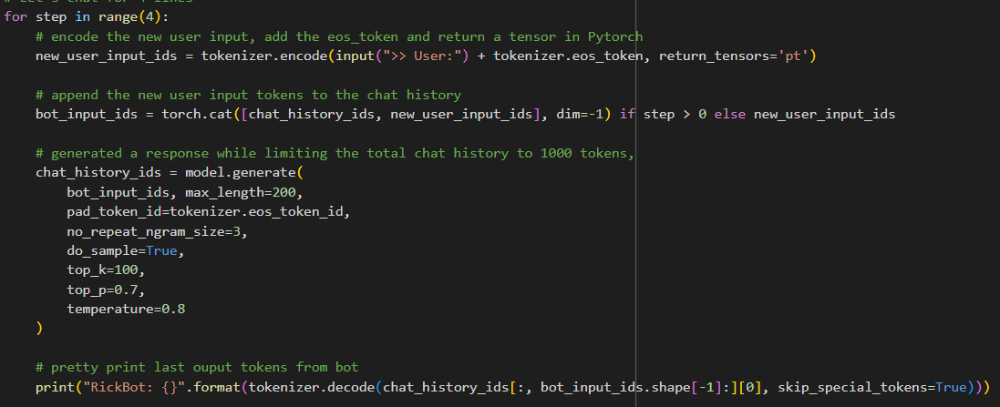 # Let's chat for 4 lines
for step in range(4):
    # encode the new user input, add the eos_token and return a tensor in Pytorch
    new_user_input_ids = tokenizer.encode(input(">> User:") + tokenizer.eos_token, return_tensors='pt')

    # append the new user input tokens to the chat history
    bot_input_ids = torch.cat([chat_history_ids, new_user_input_ids], dim=-1) if step > 0 else new_user_input_ids

    # generated a response while limiting the total chat history to 1000 tokens,
    chat_history_ids = model.generate(
        bot_input_ids, max_length=200,
        pad_token_id=tokenizer.eos_token_id,
        no_repeat_ngram_size=3,
        do_sample=True,
        top_k=100,
        top_p=0.7,
        temperature=0.8
    )

    # pretty print last ouput tokens from bot
    print("RickBot: {}".format(tokenizer.decode(chat_history_ids[:, bot_input_ids.shape[-1]:][0], skip_special_tokens=True)))